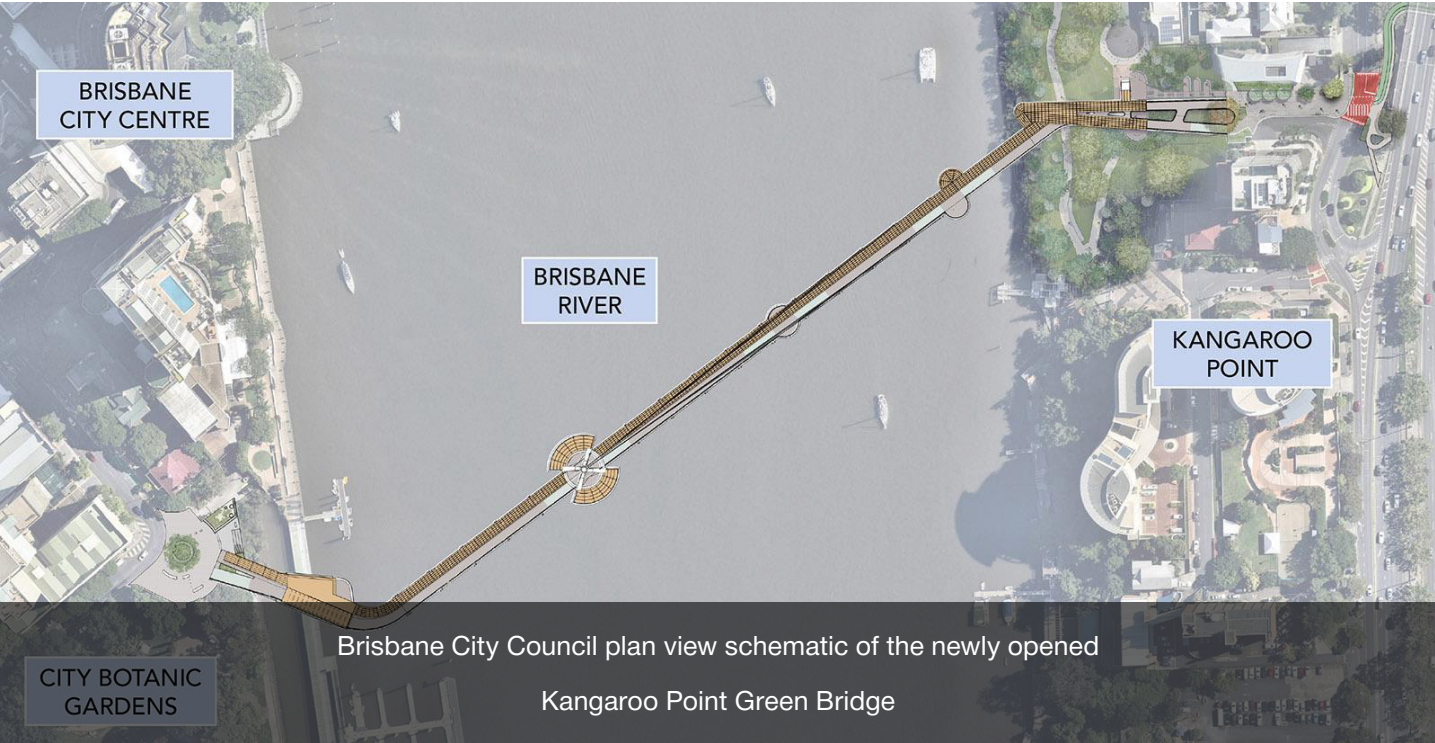 BRISBANE
CITY CENTRE
BRISBANE
RIVER
KANGAROO
POINT
Brisbane City Council plan view schematic of the newly opened
Kangaroo Point Green Bridge
CITY BOTANIC
GARDENS